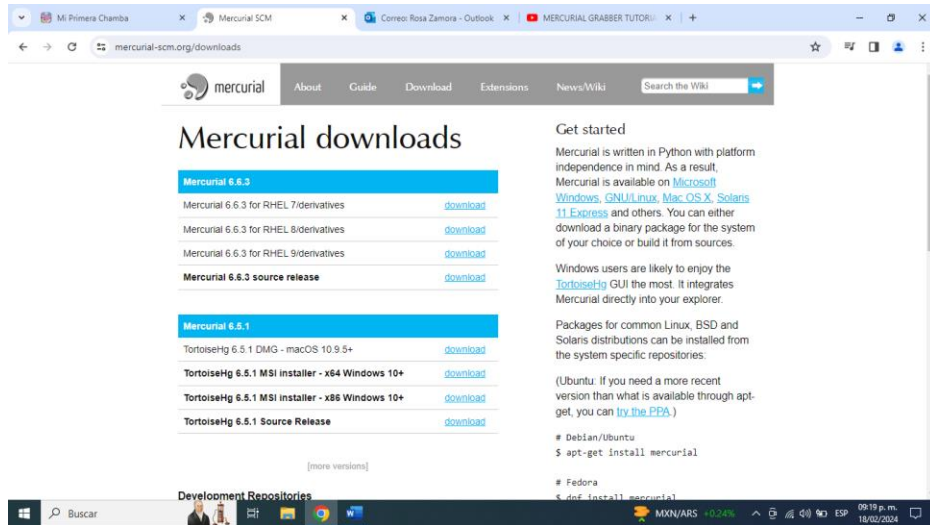 Mi Primera Chamba
Mercurial SCM
Correo: Rosa Zamora - Outlook
MERCURIAL GRABBER TUTORIA
mercurial-scm.org/downloads
mercurial
About Guide Download Extensions News/Wiki Search the Wiki
Mercurial downloads
Mercurial 6.6.3
Mercurial 6.6.3 for RHEL 7/derivatives download
Mercurial 6.6.3 for RHEL 8/derivatives download
Mercurial 6.6.3 for RHEL 9/derivatives download
Mercurial 6.6.3 source release download
Mercurial 6.5.1
TortoiseHg 6.5.1 DMG - macOS 10.9.5+ download
TortoiseHg 6.5.1 MSI installer - x64 Windows 10+ download
TortoiseHg 6.5.1 MSI installer - x86 Windows 10+ download
TortoiseHg 6.5.1 Source Release download
[more versions]
Development Repositories
Get started
Mercurial is written in Python with platform
independence in mind. As a result,
Mercurial is available on Microsoft
Windows, GNU/Linux, Mac OS X, Solaris
11 Express and others. You can either
download a binary package for the system
of your choice or build it from sources.
Windows users are likely to enjoy the
TortoiseHg GUI the most. It integrates
Mercurial directly into your explorer.
Packages for common Linux, BSD and
Solaris distributions can be installed from
the system specific repositories:
(Ubuntu: If you need a more recent
version than what is available through apt-
get, you can try the PPA.)
# Debian/Ubuntu
$ apt-get install mercurial
# Fedora
$ dnf install mercurial
Buscar
MXN/ARS +0.24%
ESP
09:19 p. m.
18/02/2024